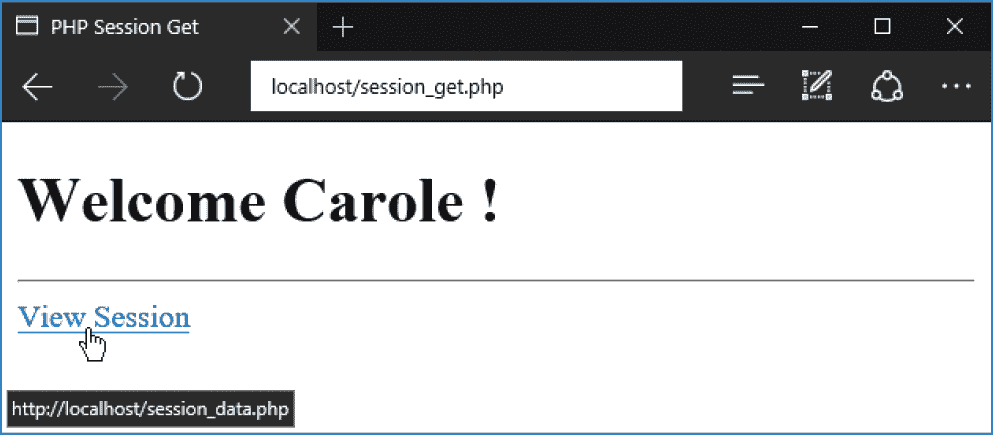 PHP Session Get
localhost/session_get.php
Welcome Carole !
View Session
http://localhost/session_data.php